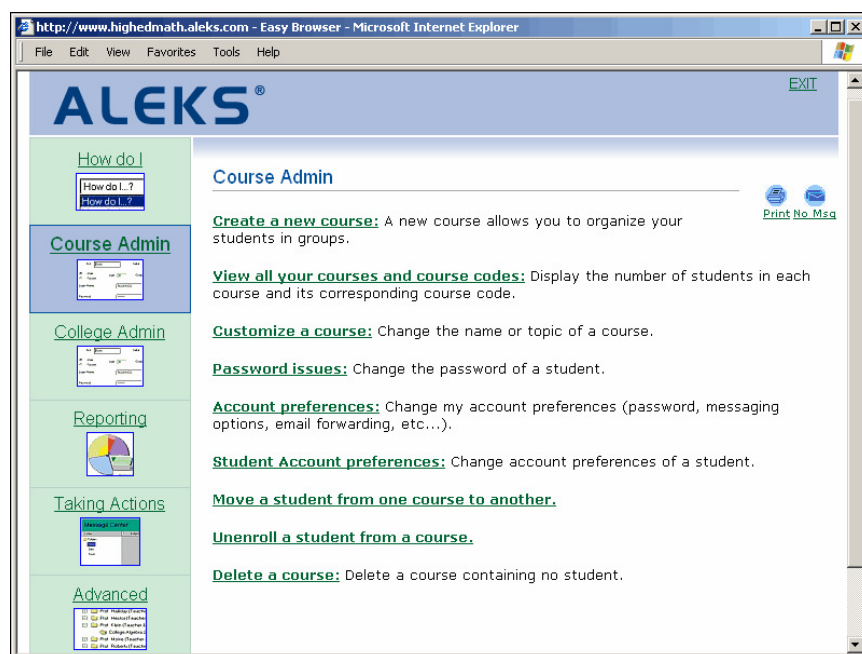 http://www.highedmath.aleks.com - Easy Browser - Microsoft Internet Explorer
File Edit View Favorites Tools Help
EXIT
ALEKS®
How do I
How do I...?
How do I...?
Course Admin
College Admin
Reporting
Taking Actions
Message Center
Advanced
Course Admin
Print No Msg
Create a new course: A new course allows you to organize your
students in groups.
View all your courses and course codes: Display the number of students in each
course and its corresponding course code.
Customize a course: Change the name or topic of a course.
Password issues: Change the password of a student.
Account preferences: Change my account preferences (password, messaging
options, email forwarding, etc...).
Student Account preferences: Change account preferences of a student.
Move a student from one course to another.
Unenroll a student from a course.
Delete a course: Delete a course containing no student.